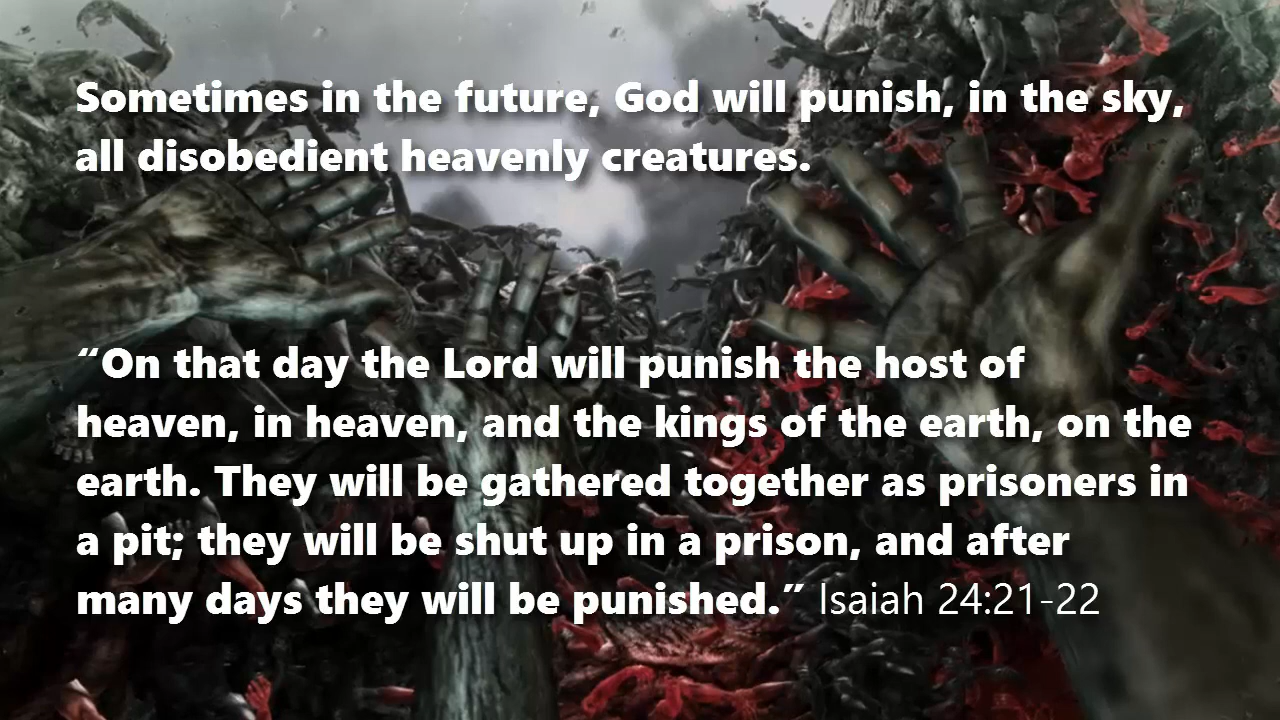 Sometimes in the future, God will punish, in the sky,
all disobedient heavenly creatures.
“On that day the Lord will punish the host of
heaven, in heaven, and the kings of the earth, on the
earth. They will be gathered together as prisoners in
a pit; they will be shut up in a prison, and after
many days they will be punished.” Isaiah 24:21-22